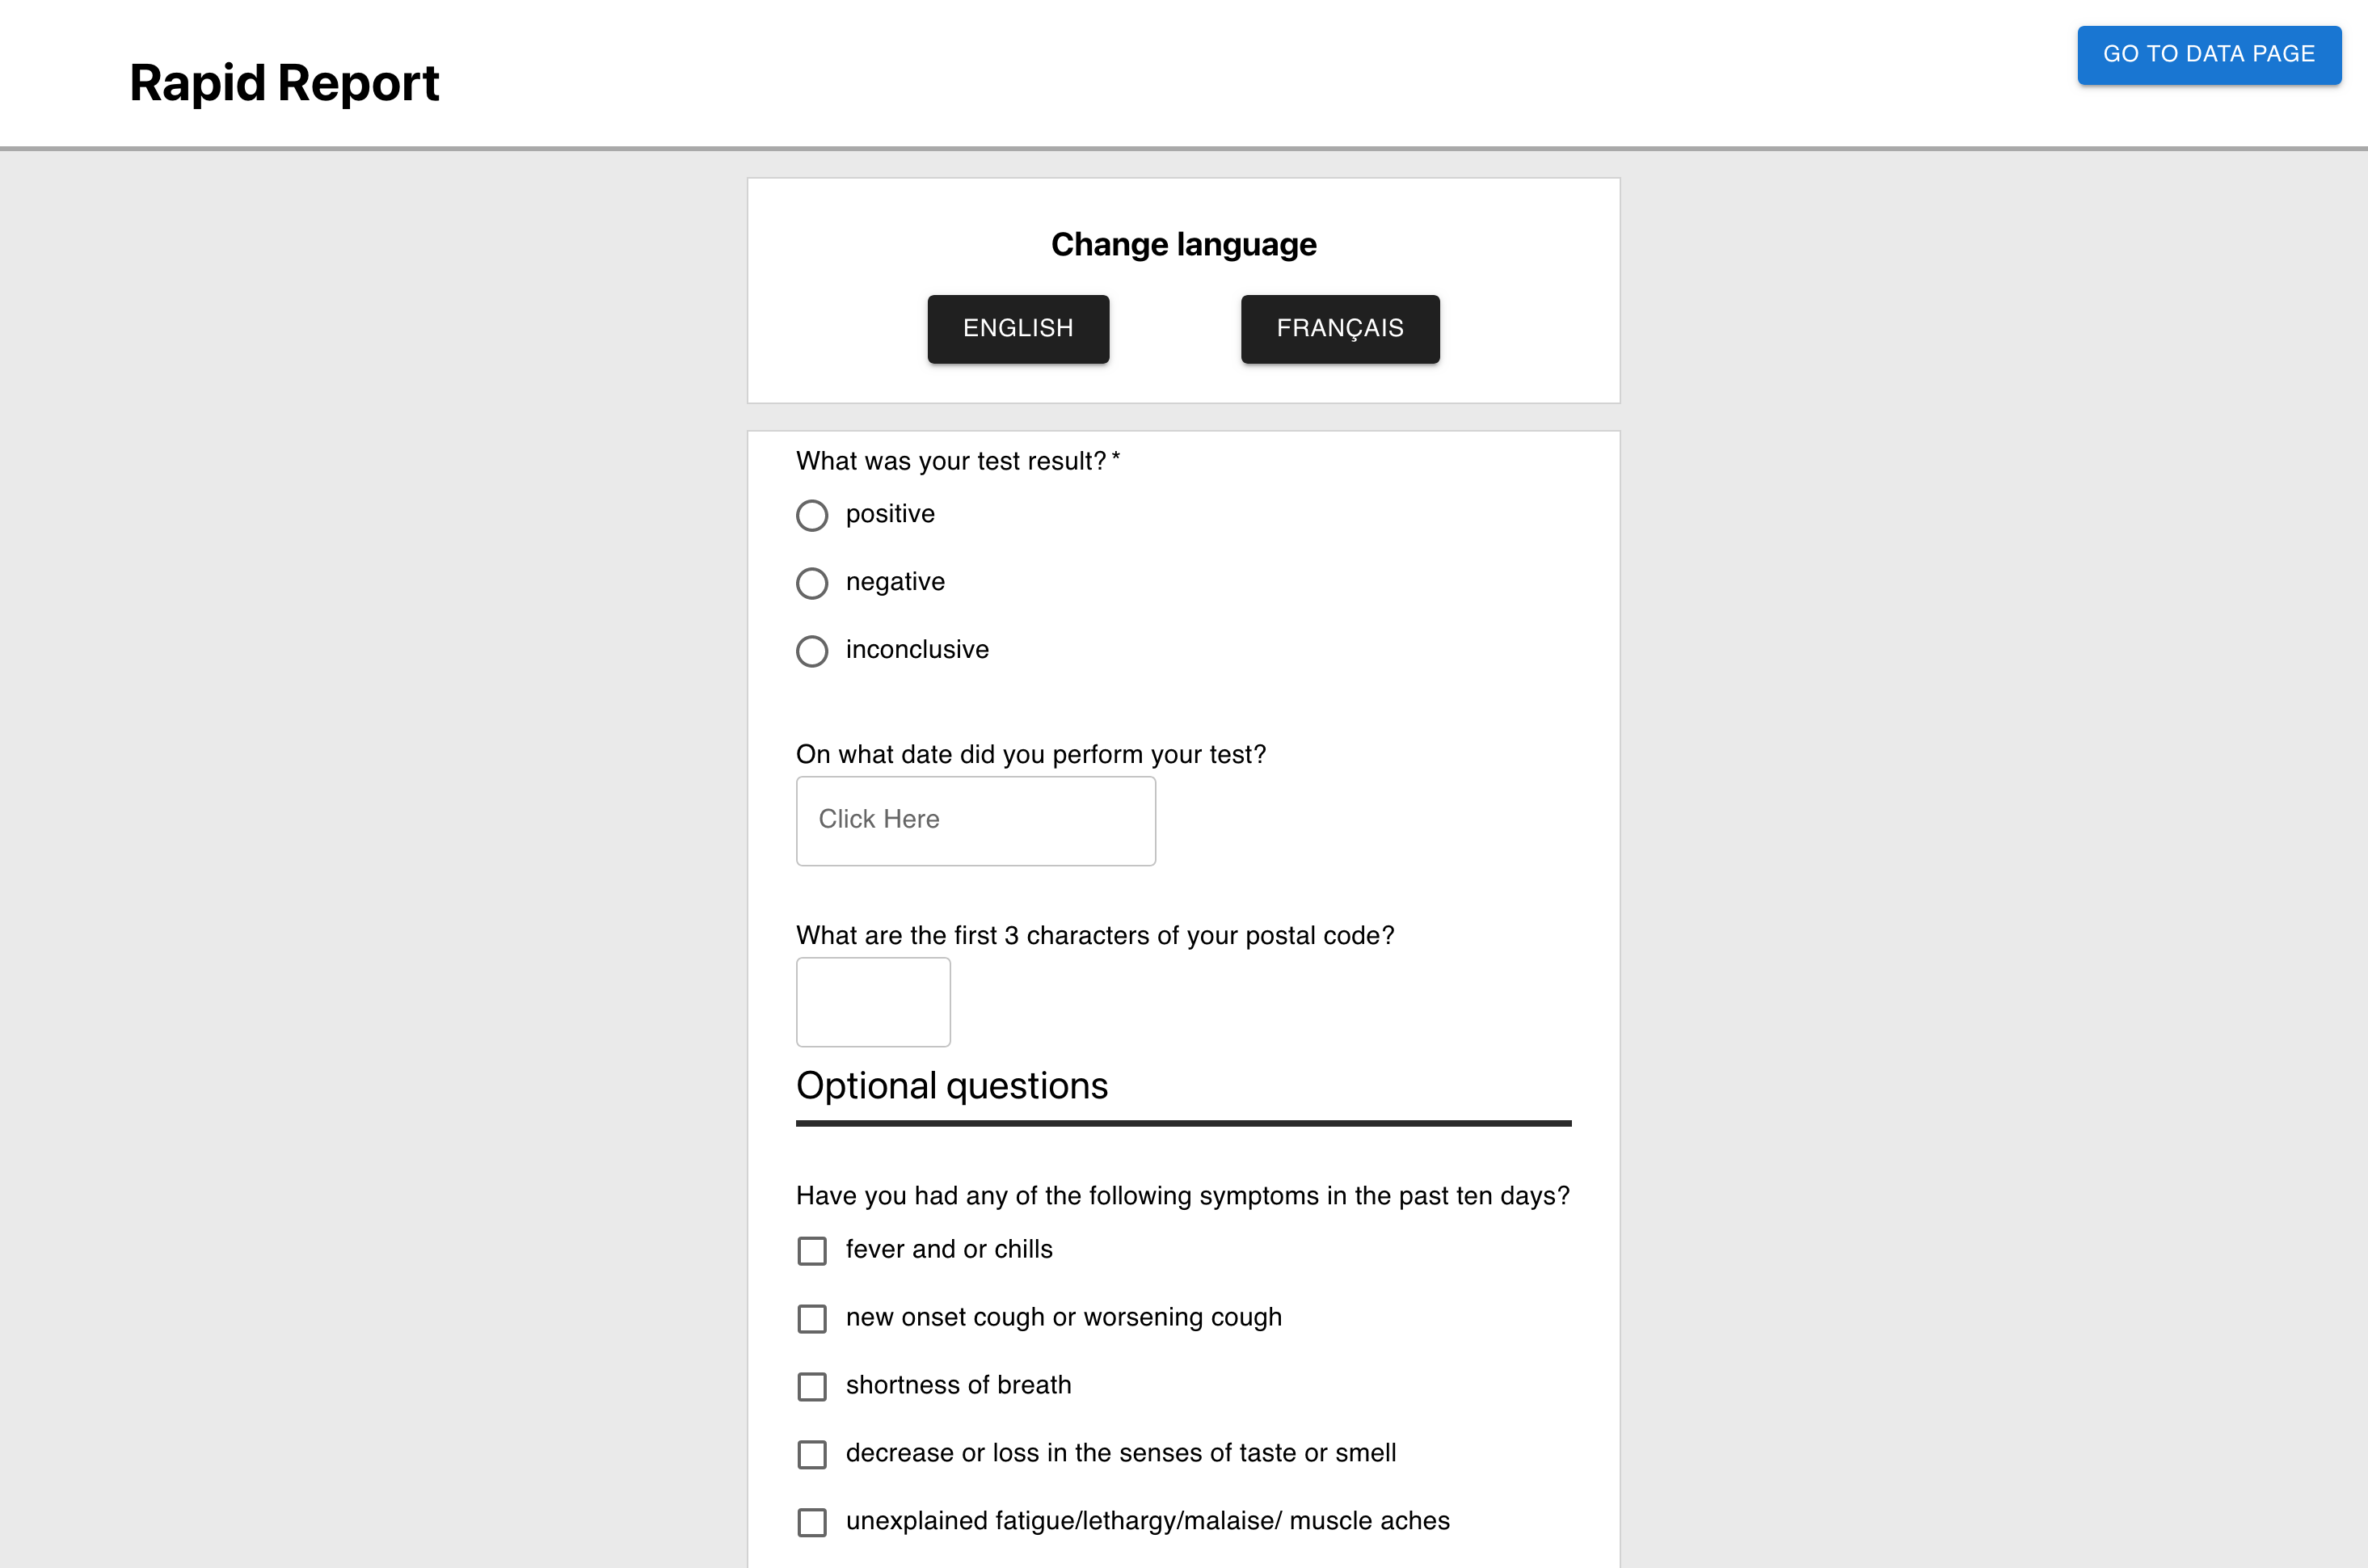 Rapid Report
GO TO DATA PAGE
Change language
ENGLISH
FRANÇAIS
What was your test result? *
positive
negative
inconclusive
On what date did you perform your test?
Click Here
What are the first 3 characters of your postal code?
Optional questions
Have you had any of the following symptoms in the past ten days?
fever and or chills
new onset cough or worsening cough
shortness of breath
decrease or loss in the senses of taste or smell
unexplained fatigue/lethargy/malaise/ muscle aches